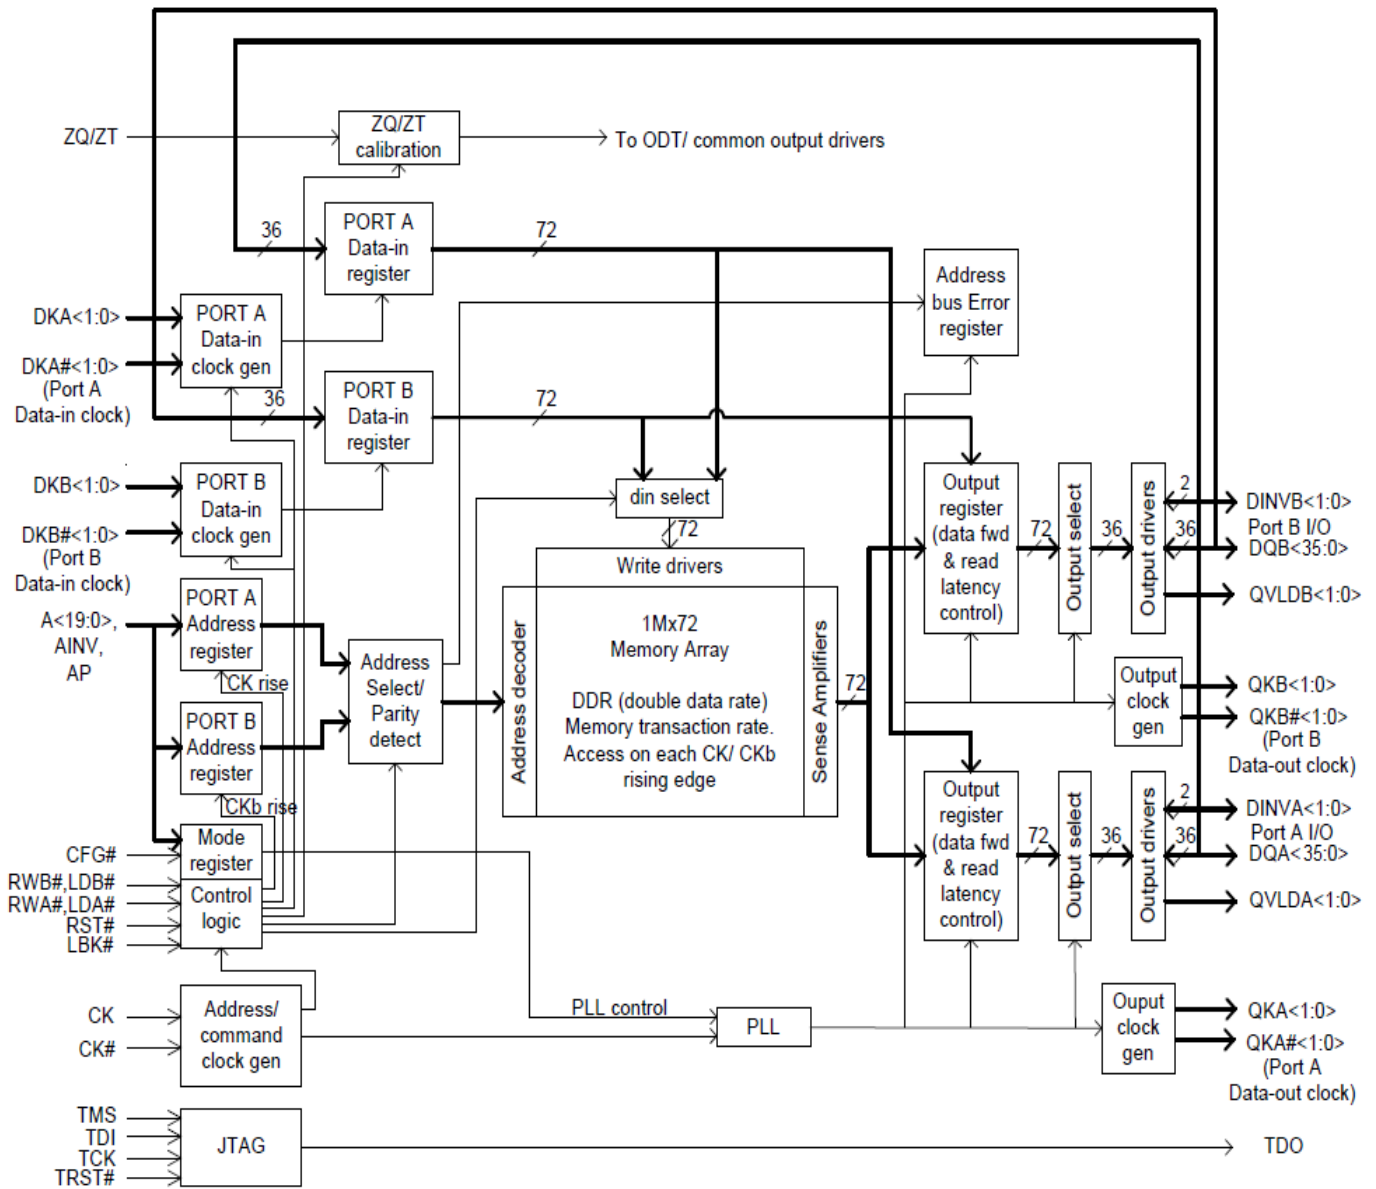 ZQ/ZT
ZQ/ZT
calibration
To ODT/ common output drivers
36
PORT A
Data-in
register
72
Address
bus Error
register
DKA<1:0>
DKA#<1:0>
(Port A
Data-in clock)
PORT A
Data-in
clock gen
36
PORT B
Data-in
register
72
DKB<1:0>
DKB#<1:0>
(Port B
Data-in clock)
PORT B
Data-in
clock gen
din select
72
Write drivers
Output
register
(data fwd
& read
latency
control)
72
Output select
36
Output drivers
2
36
DINVB<1:0>
Port B I/O
DQB<35:0>
QVLDB<1:0>
A<19:0>,
AINV,
AP
PORT A
Address
register
CK rise
PORT B
Address
register
CKb rise
Address
Select/
Parity
detect
Address decoder
1Mx72
Memory Array
DDR (double data rate)
Memory transaction rate.
Access on each CK/ CKb
rising edge
Sense Amplifiers
72
Output
clock
gen
QKB<1:0>
QKB#<1:0>
(Port B
Data-out clock)
Output
register
(data fwd
& read
latency
control)
72
Output select
36
Output drivers
2
36
DINVA<1:0>
Port A I/O
DQA<35:0>
QVLDA<1:0>
CFG#
RWB#,LDB#
RWA#,LDA#
RST#
LBK#
Mode
register
Control
logic
CK
CK#
Address/
command
clock gen
PLL control
PLL
Ouput
clock
gen
QKA<1:0>
QKA#<1:0>
(Port A
Data-out clock)
TMS
TDI
TCK
TRST#
JTAG
TDO